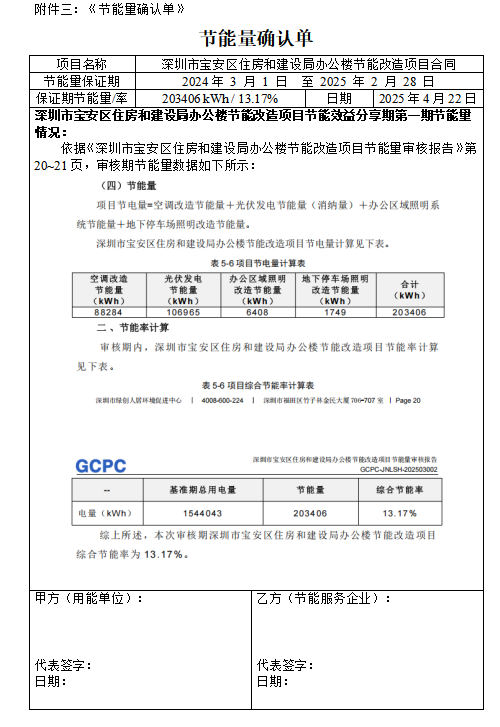 附件三：《节能量确认单》
节能量确认单
项目名称 深圳市宝安区住房和建设局办公楼节能改造项目合同
节能量保证期 2024 年 3 月 1 日 至 2025 年 2 月 28 日
保证期节能量/率 203406 kWh / 13.17% 日期 2025 年 4 月 22 日
深圳市宝安区住房和建设局办公楼节能改造项目节能效益分享期第一期节能量
情况：
依据《深圳市宝安区住房和建设局办公楼节能改造项目节能量审核报告》第
20~21 页，审核期节能量数据如下所示：
（四）节能量
项目节电量=空调改造节能量＋光伏发电节能量（消纳量）＋办公区域照明系
统节能量＋地下停车场照明改造节能量。
深圳市宝安区住房和建设局办公楼节能改造项目节电量计算见下表。
表 5-6 项目节电量计算表
空调改造 光伏发电 办公区域照明 地下停车场照明 合计
节能量 节能量 改造节能量 改造节能量 （kWh）
（kWh） （kWh） （kWh） （kWh）
88284 106965 6408 1749 203406
二 、节能率计算
审核期内，深圳市宝安区住房和建设局办公楼节能改造项目节能率计算
见下表。
表 5-6 项目综合节能率计算表
深圳市绿创人居环境促进中心 | 4008-600-224 | 深圳市福田区竹子林金民大厦 706-707 室 | Page 20
深圳市宝安区住房和建设局办公楼节能改造项目节能量审核报告
GCPC
GCPC-JNLSH-202503002
-- 基准期总用电量 节能量 综合节能率
电量（kWh） 1544043 203406 13.17%
综上所述，本次审核期深圳市宝安区住房和建设局办公楼节能改造项目
综合节能率为 13.17%。
甲方（用能单位）： 乙方（节能服务企业）：
代表签字： 代表签字：
日期： 日期：